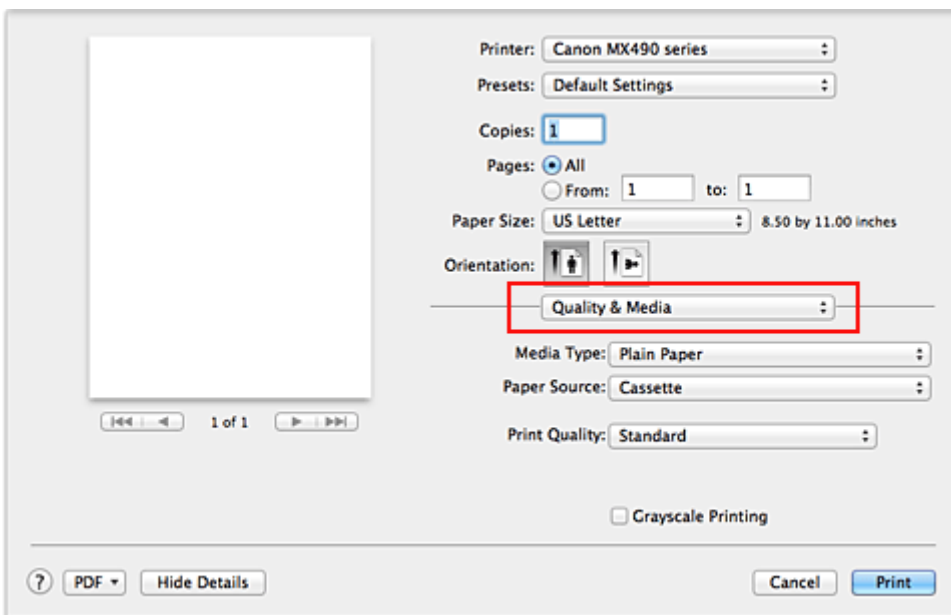 Printer: Canon MX490 series
Presets: Default Settings
Copies: 1
Pages: All
From: 1 to: 1
Paper Size: US Letter 8.50 by 11.00 inches
Orientation:
Quality & Media
Media Type: Plain Paper
Paper Source: Cassette
1 of 1
Print Quality: Standard
Grayscale Printing
? PDF Hide Details Cancel Print